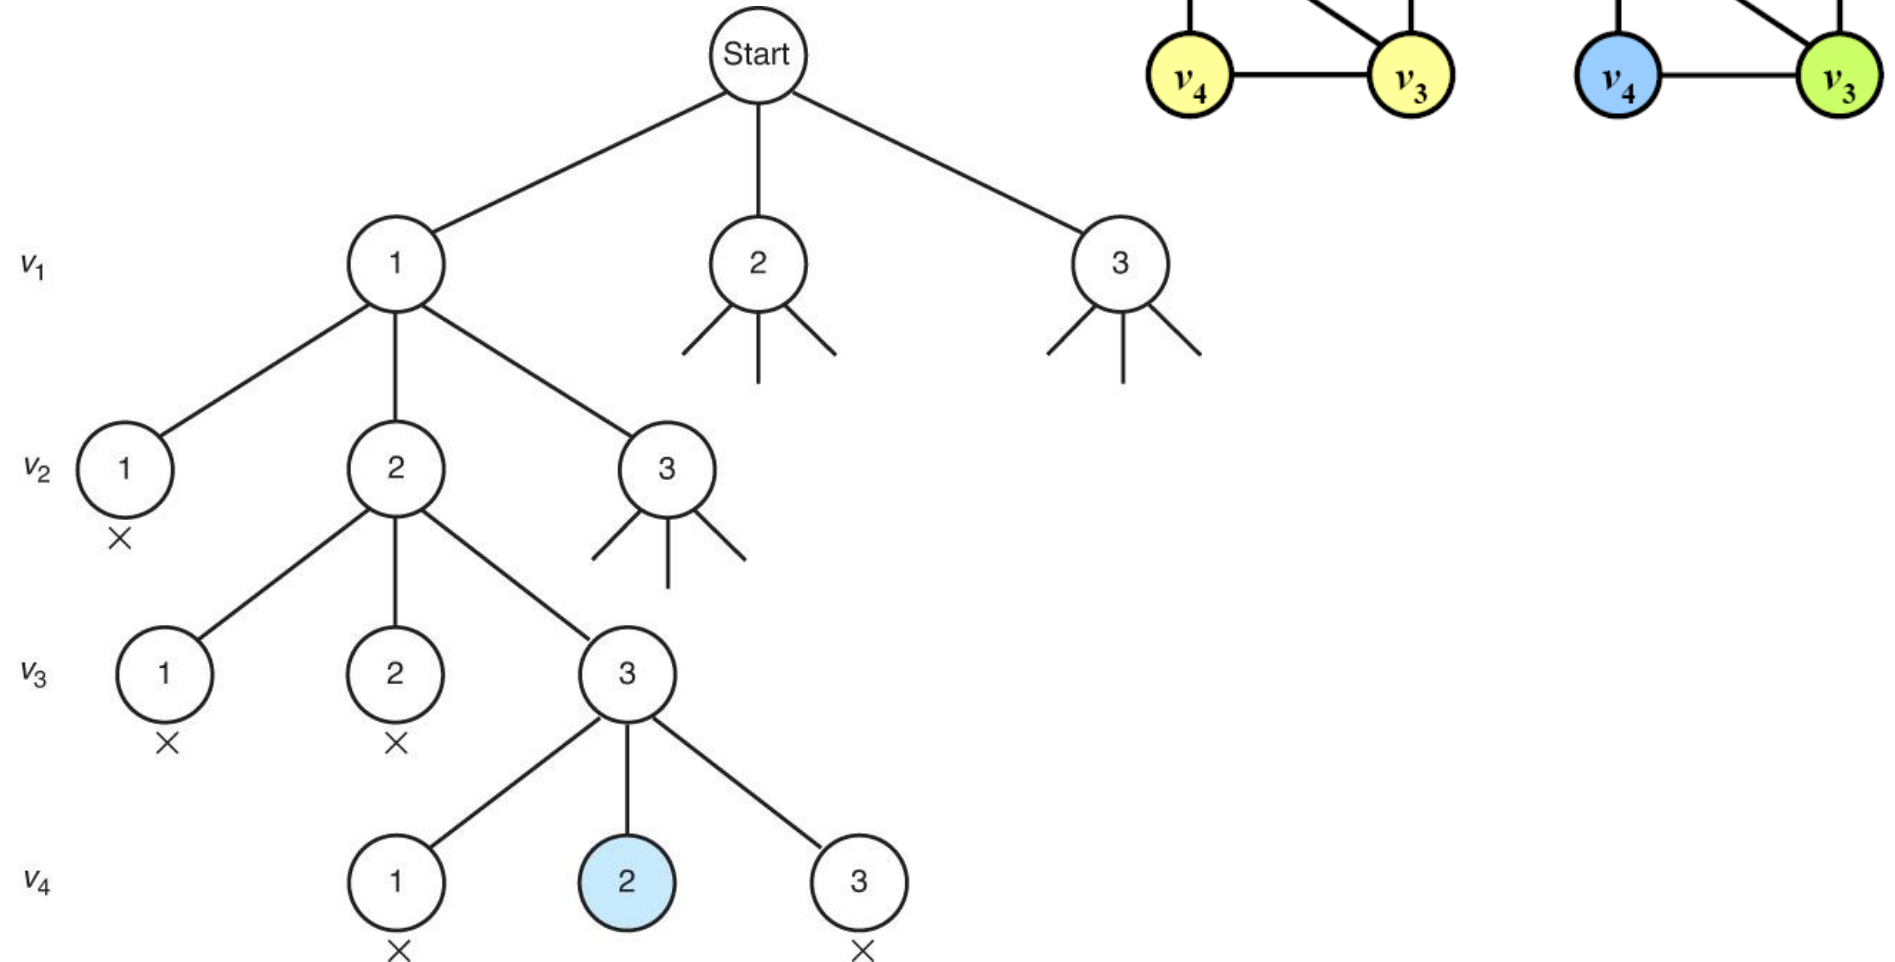 Start
v4 v3 v4 v3
v1 1 2 3
v2 1 2 3
×
v3 1 2 3
× ×
v4 1 2 3
× ×